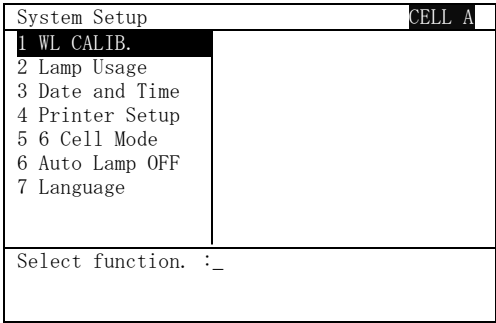 System Setup CELL A
1 WL CALIB.
2 Lamp Usage
3 Date and Time
4 Printer Setup
5 6 Cell Mode
6 Auto Lamp OFF
7 Language
Select function. :_